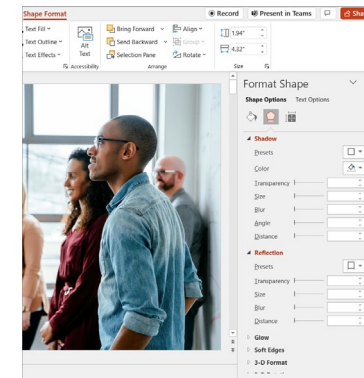 Shape Format
Record
Present in Teams
Sha
Text Fill
Text Outline
Text Effects
Alt
Text
Accessibility
Bring Forward
Send Backward
Selection Pane
Align
Group
Rotate
Arrange
1.94"
4.32"
Size
Format Shape
Shape Options Text Options
Shadow
Presets
Color
Transparency
Size
Blur
Angle
Distance
Reflection
Presets
Transparency
Size
Blur
Distance
Glow
Soft Edges
3-D Format